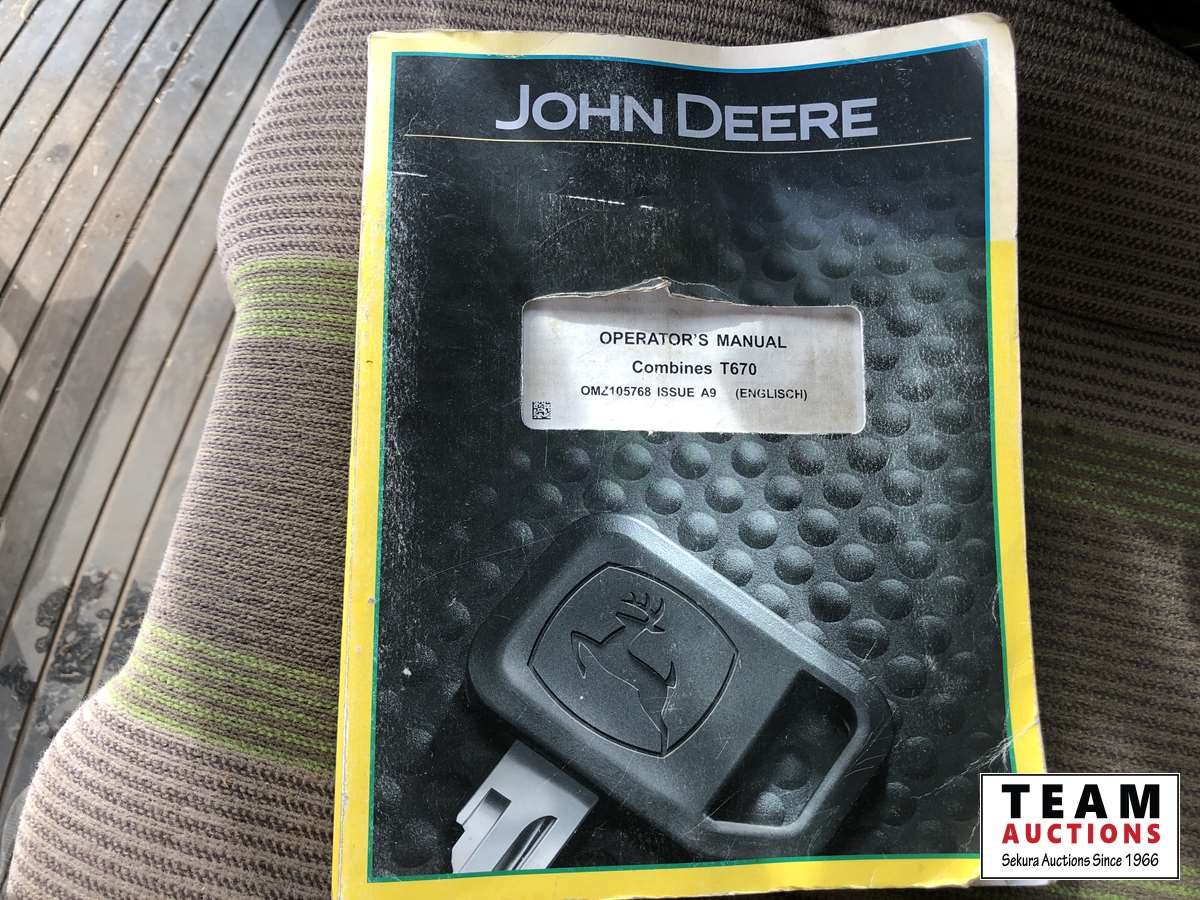 JOHN DEERE
OPERATOR'S MANUAL
Combines T670
OMZ105768 ISSUE A9 (ENGLISCH)
TEAM
AUCTIONS
Sekura Auctions Since 1966